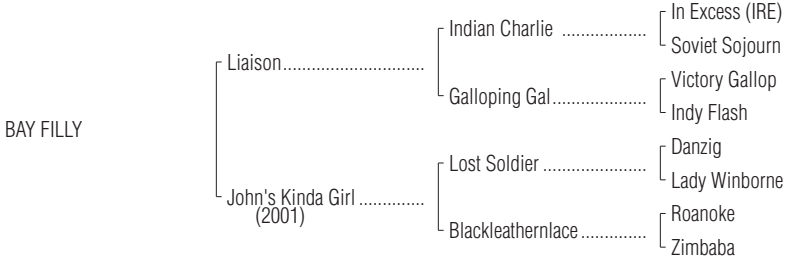 In Excess (IRE)
Indian Charlie ..................
Soviet Sojourn
Liaison.............................
Victory Gallop
Galloping Gal....................
Indy Flash
BAY FILLY
Danzig
Lost Soldier ......................
Lady Winborne
John's Kinda Girl ..............
(2001)
Roanoke
Blackleathernlace..............
Zimbaba